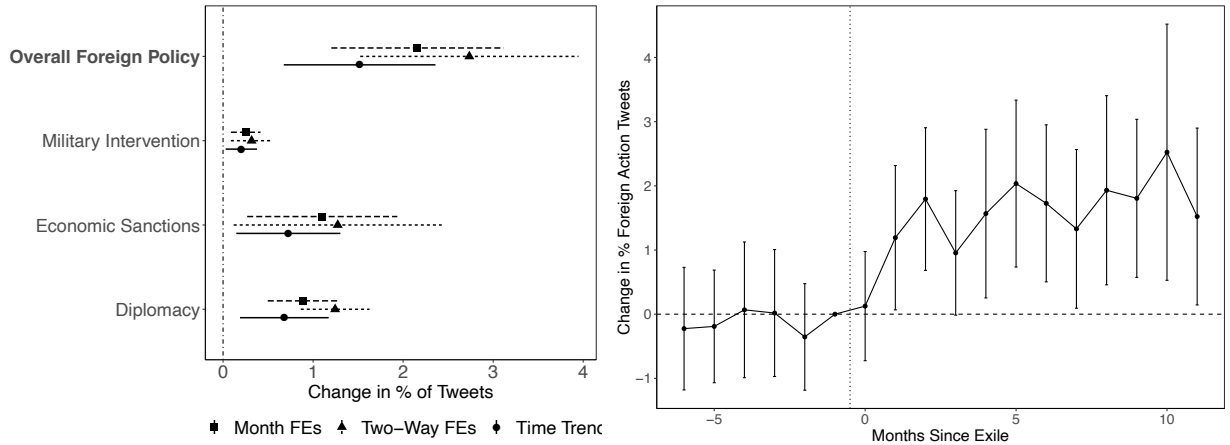 Overall Foreign Policy
Military Intervention
Economic Sanctions
Diplomacy
0 1 2 3 4
Change in % of Tweets
Month FEs Two−Way FEs Time Trend
Change in % Foreign Action Tweets
4
3
2
1
0
−1
−5 0 5 10
Months Since Exile